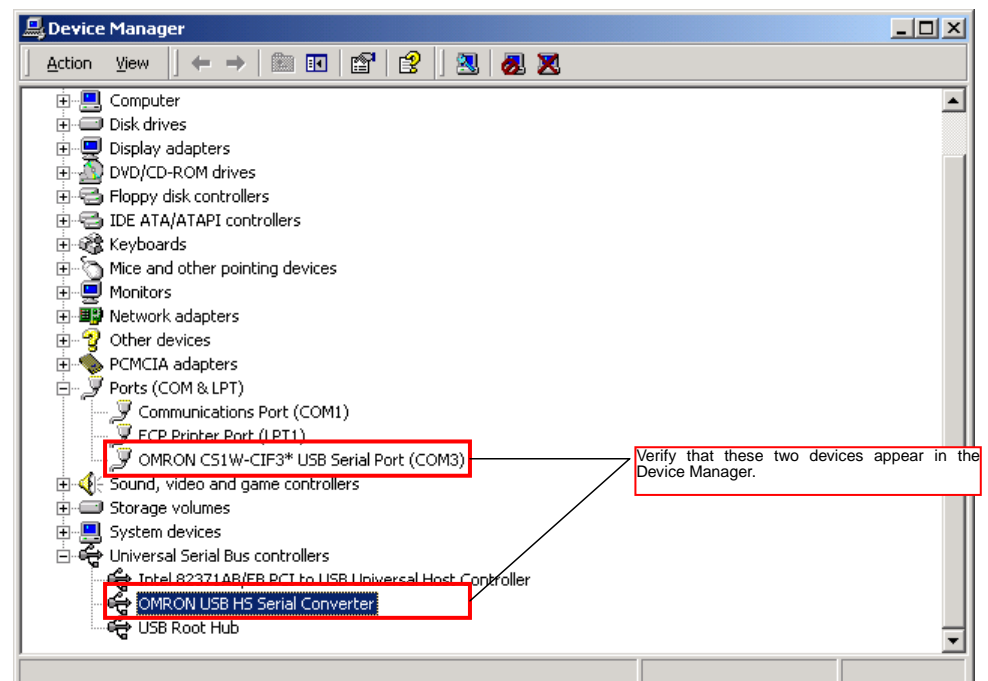 Device Manager
Action View
Computer
Disk drives
Display adapters
DVD/CD-ROM drives
Floppy disk controllers
IDE ATA/ATAPI controllers
Keyboards
Mice and other pointing devices
Monitors
Network adapters
Other devices
PCMCIA adapters
Ports (COM & LPT)
Communications Port (COM1)
ECP Printer Port (LPT1)
OMRON CS1W-CIF3* USB Serial Port (COM3)
Verify that these two devices appear in the
Device Manager.
Sound, video and game controllers
Storage volumes
System devices
Universal Serial Bus controllers
Intel 82371AB/EB PCI to USB Universal Host Controller
OMRON USB HS Serial Converter
USB Root Hub